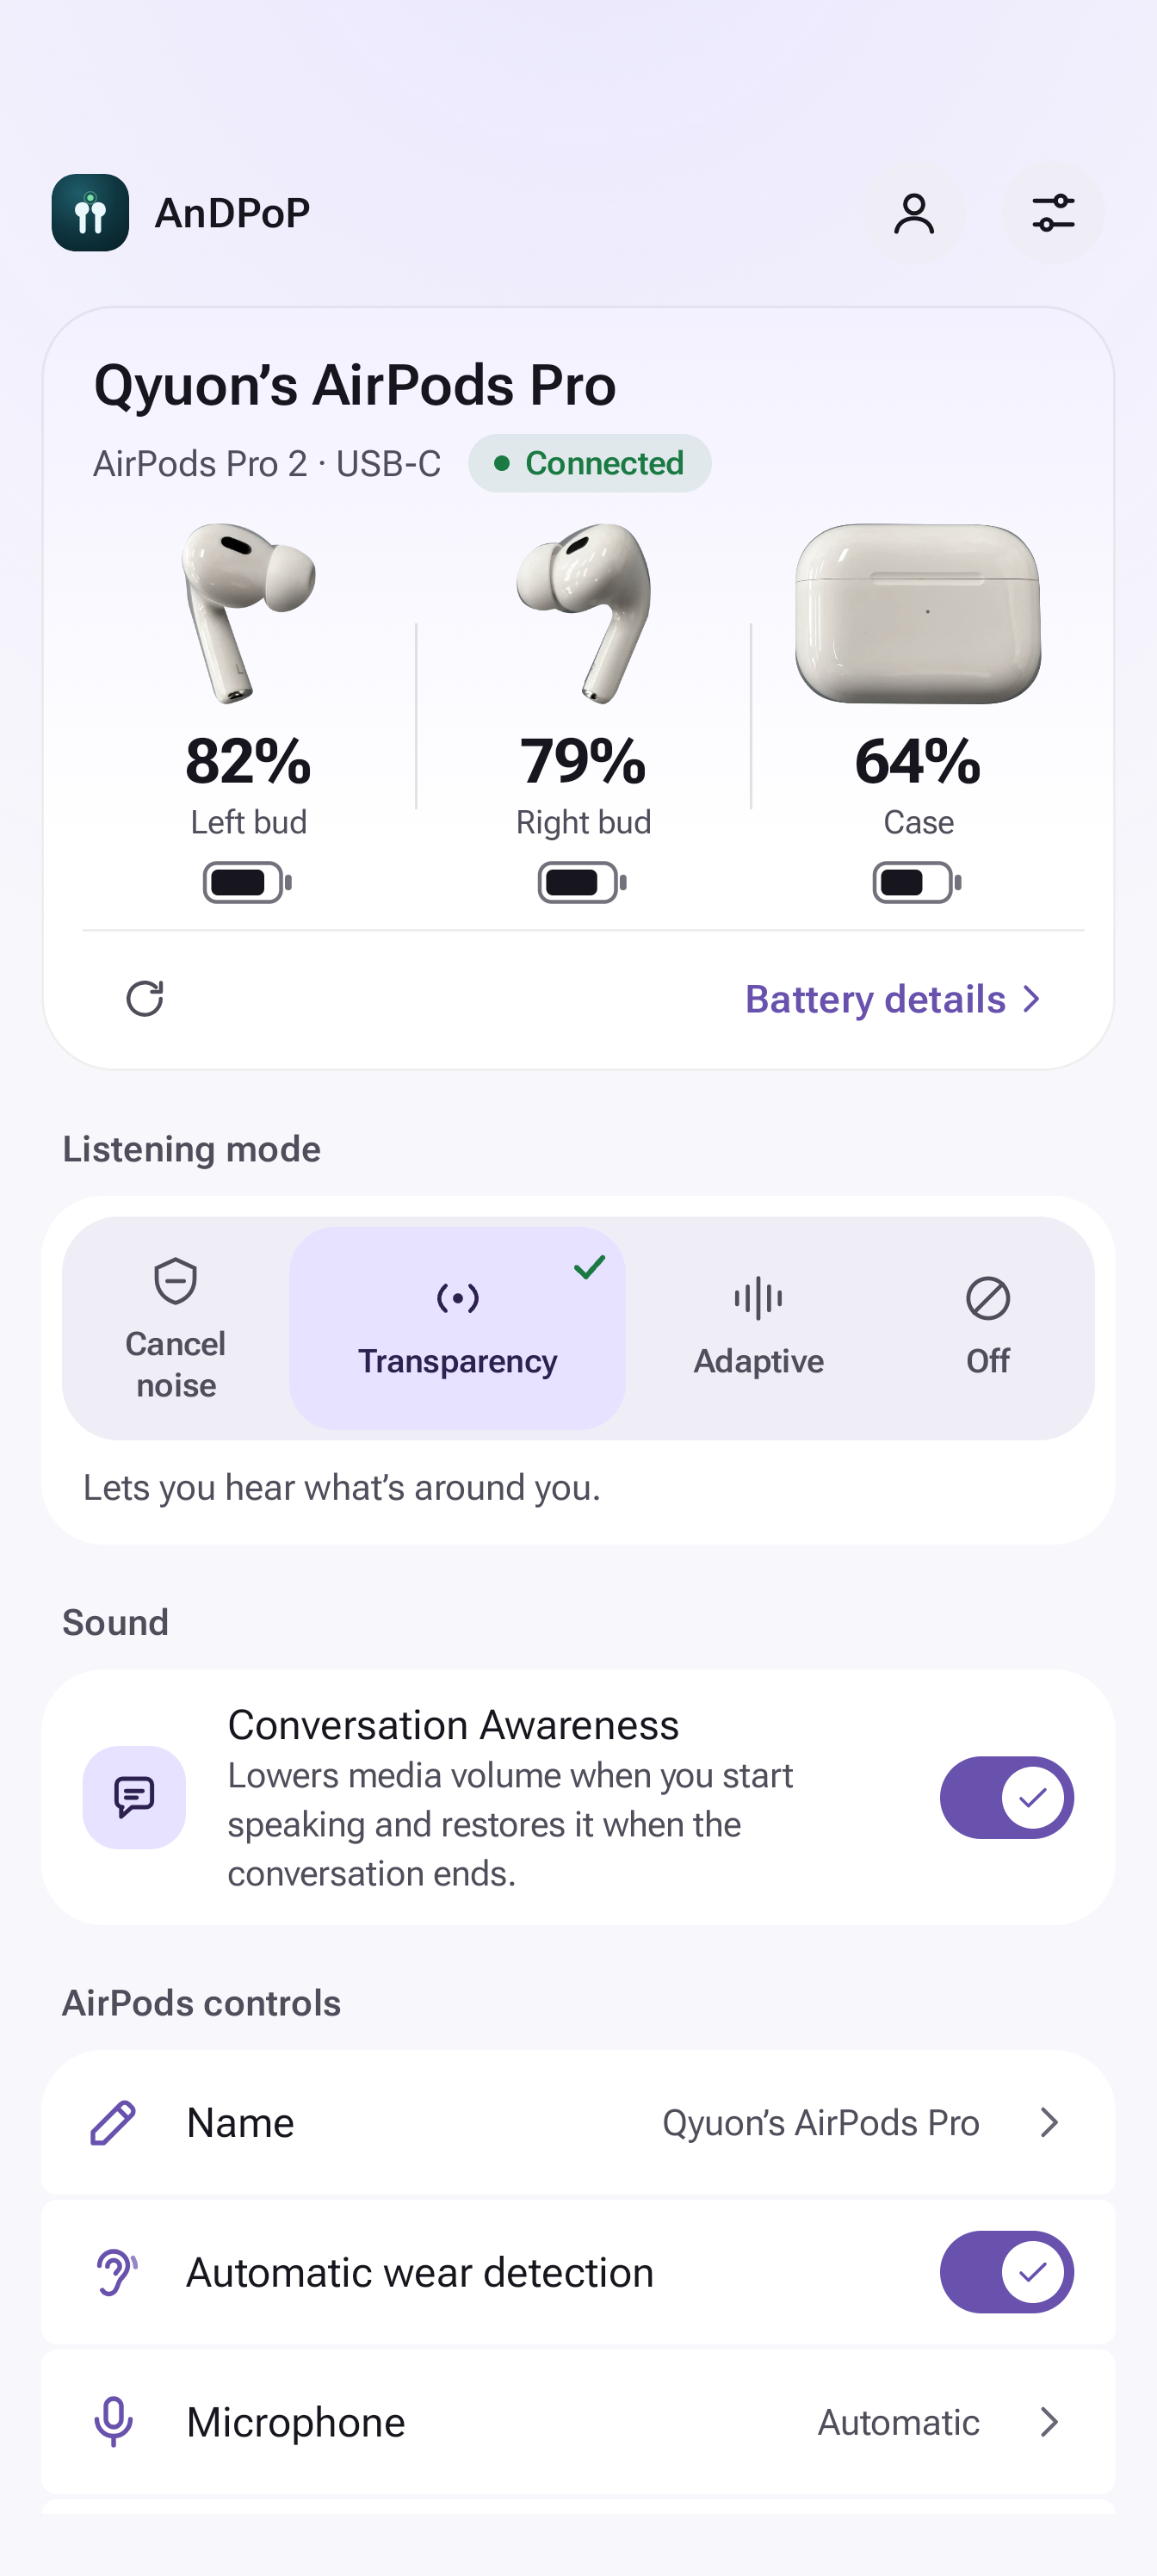 AnDPoP
Qyuon’s AirPods Pro
AirPods Pro 2 · USB-C
Connected
82%
79%
64%
Left bud
Right bud
Case
Battery details
Listening mode
Cancel
noise
Transparency
Adaptive
Off
Lets you hear what’s around you.
Sound
Conversation Awareness
Lowers media volume when you start
speaking and restores it when the
conversation ends.
AirPods controls
Name
Qyuon’s AirPods Pro
Automatic wear detection
Microphone
Automatic